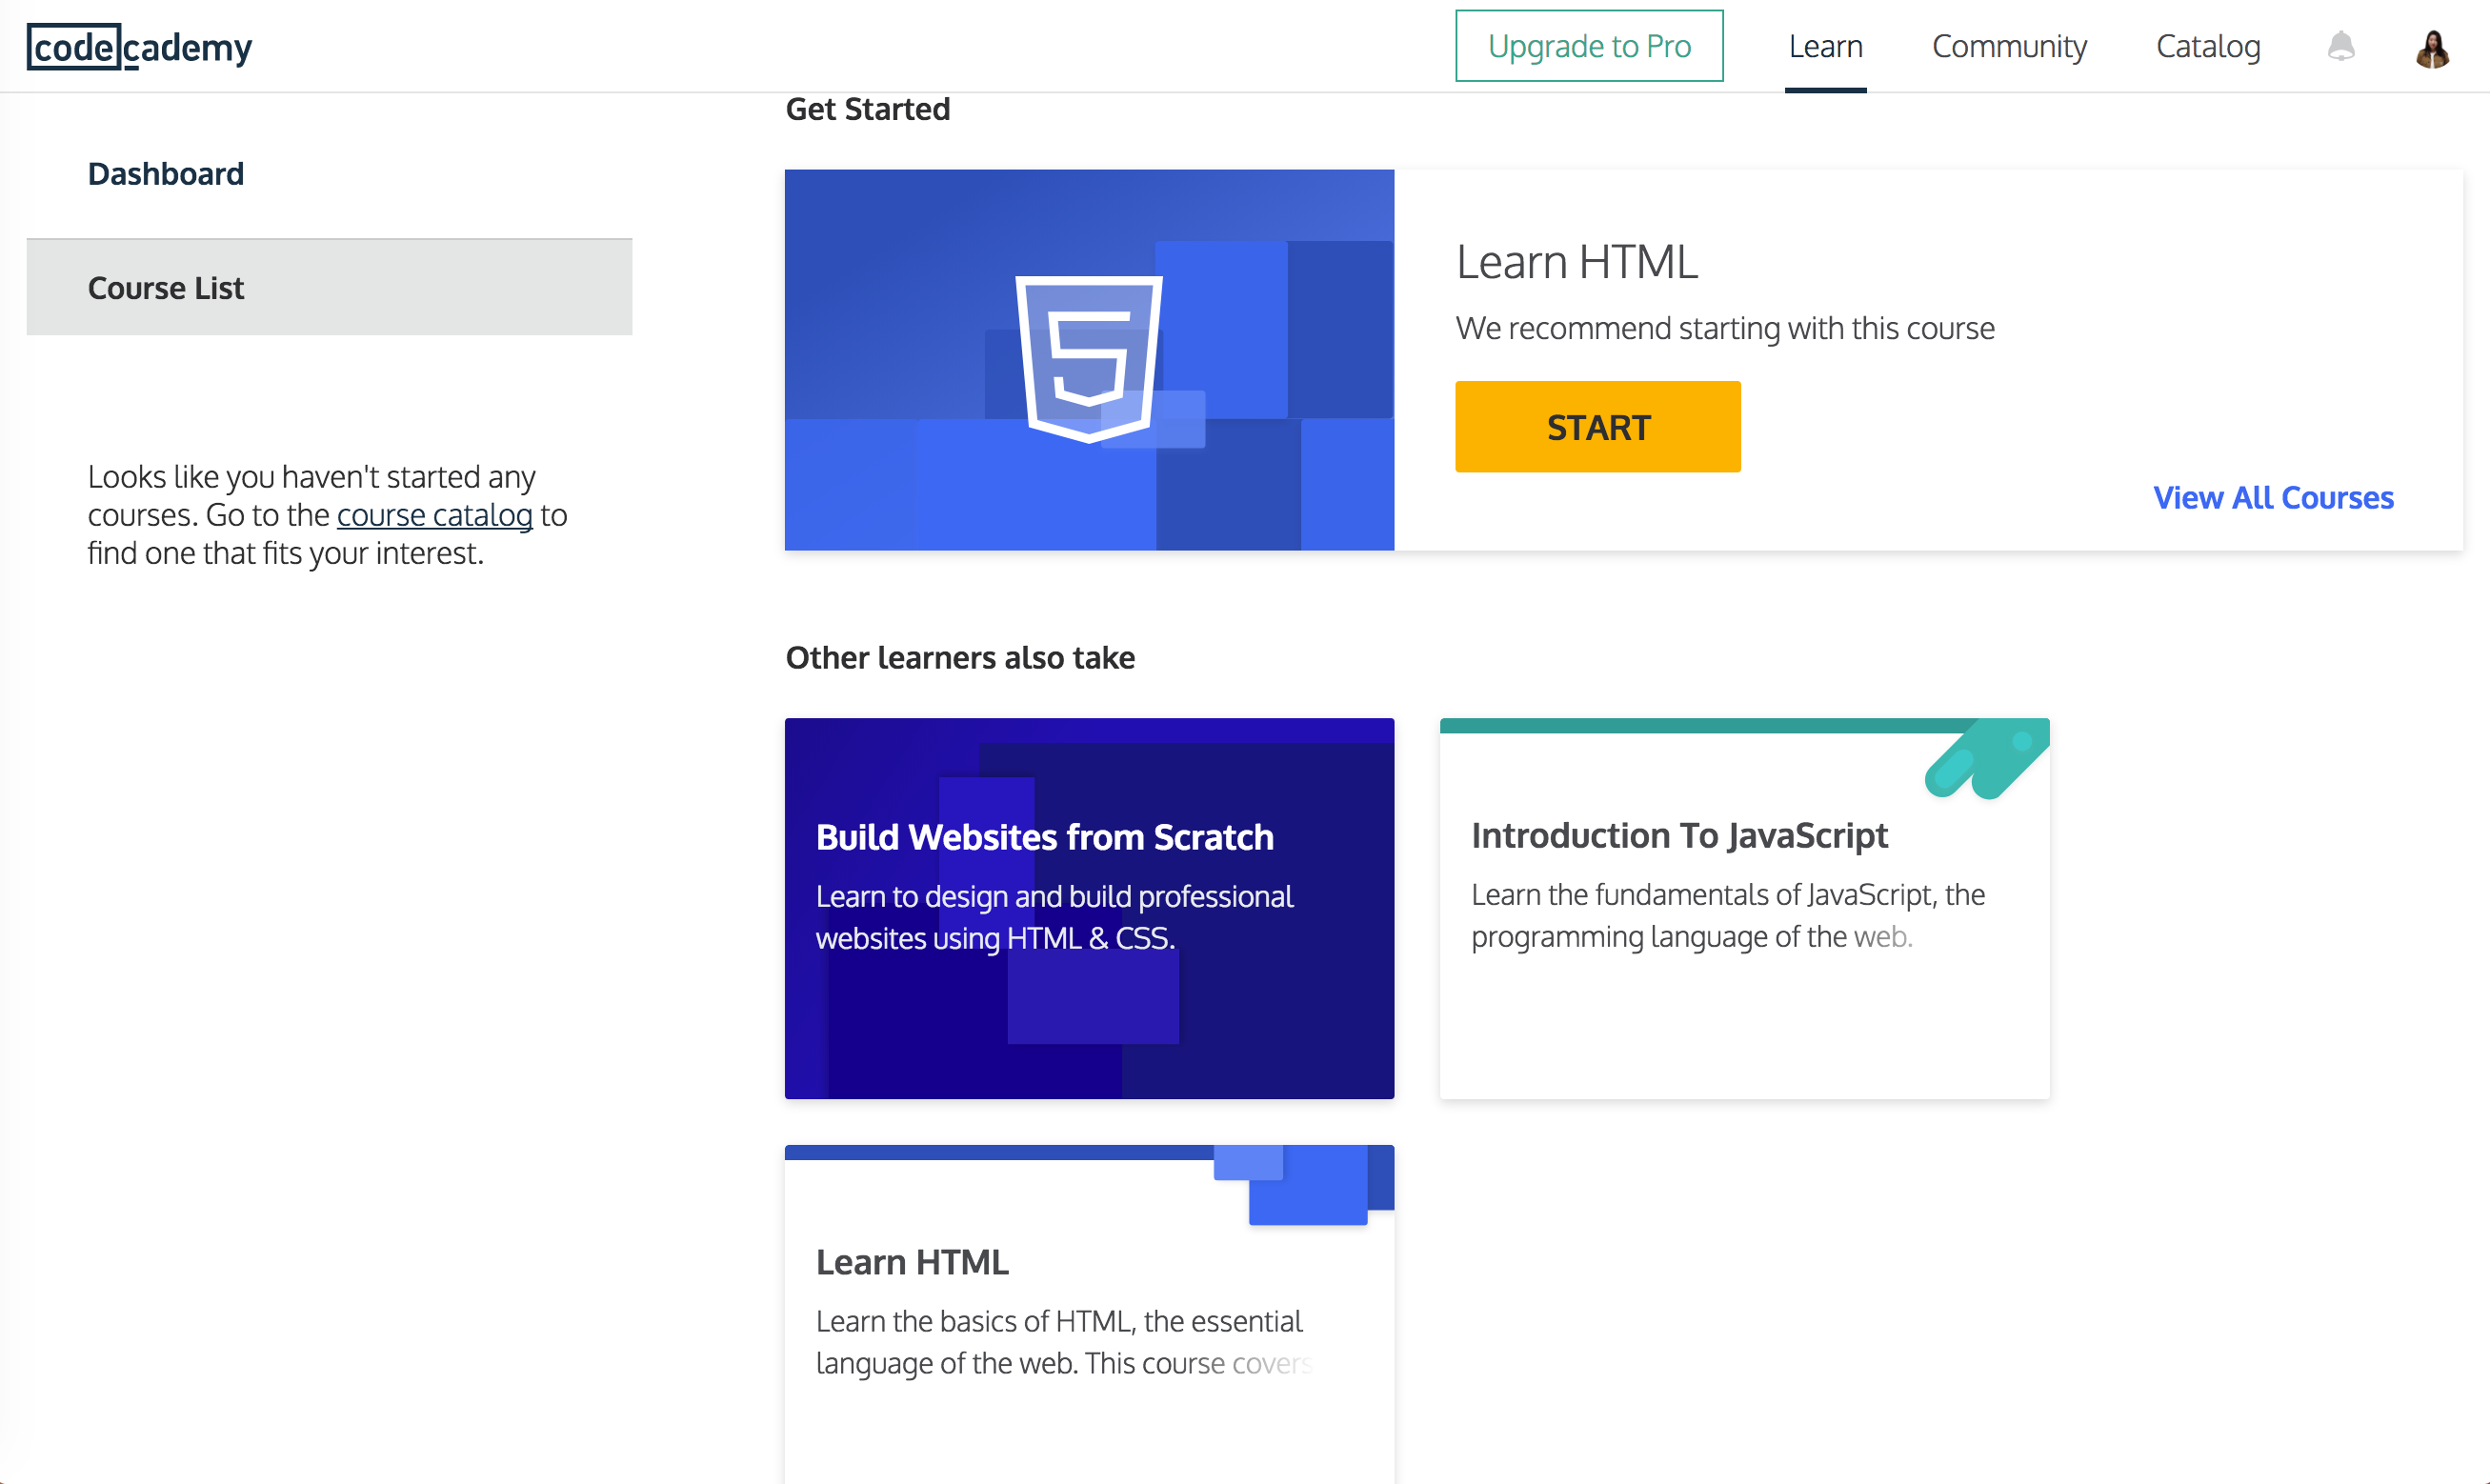 codecademy
Upgrade to Pro
Learn
Community
Catalog
Dashboard
Course List
Looks like you haven't started any
courses. Go to the course catalog to
find one that fits your interest.
Get Started
Learn HTML
We recommend starting with this course
START
View All Courses
Other learners also take
Build Websites from Scratch
Learn to design and build professional
websites using HTML & CSS.
Introduction To JavaScript
Learn the fundamentals of JavaScript, the
programming language of the web.
Learn HTML
Learn the basics of HTML, the essential
language of the web. This course covers